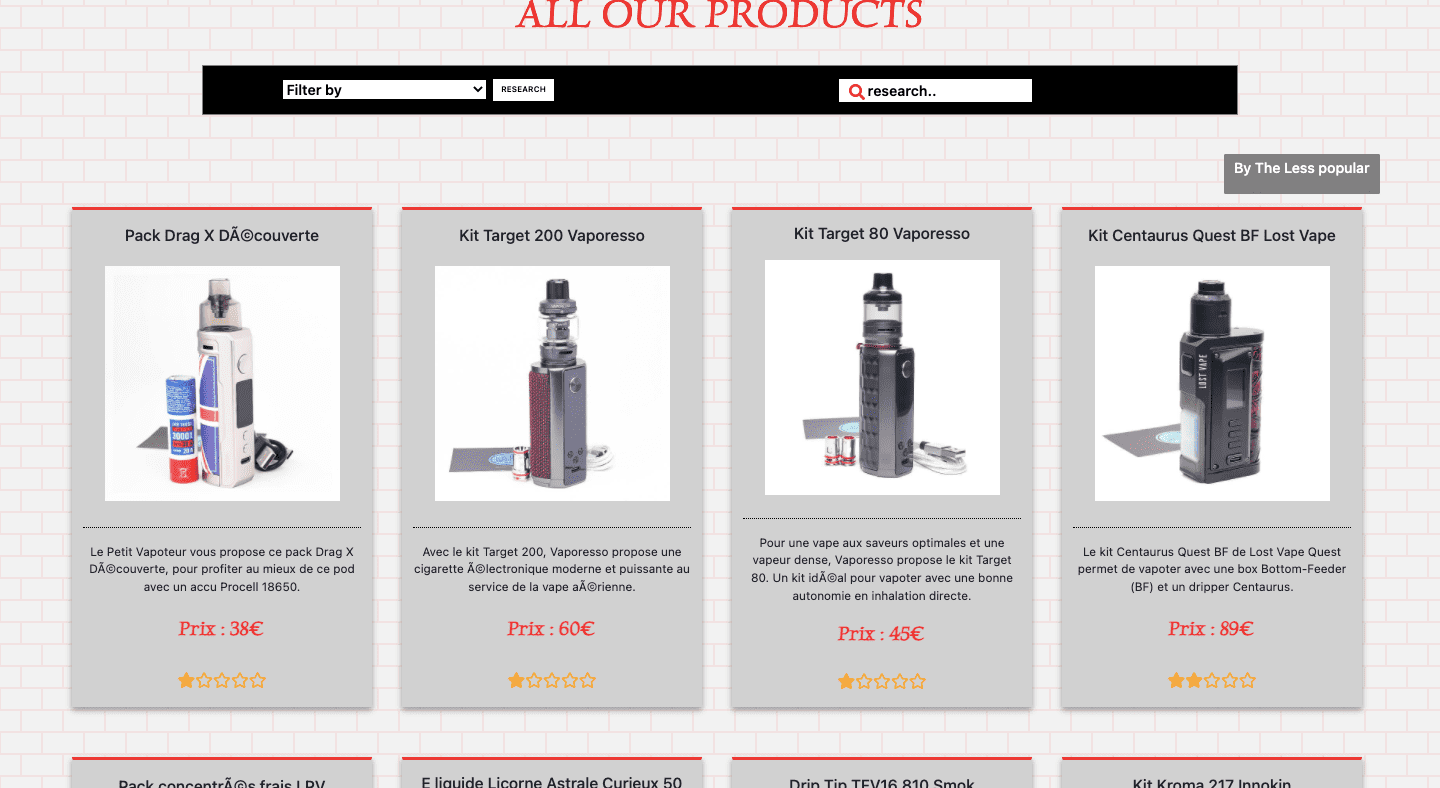 ALL OUR PRODUCTS
Filter by
RESEARCH
research..
By The Less popular
Pack Drag X DÃ©couverte
Kit Target 200 Vaporesso
Kit Target 80 Vaporesso
Kit Centaurus Quest BF Lost Vape
3000
LOST VAPE
Le Petit Vapoteur vous propose ce pack Drag X
DÃ©couverte, pour profiter au mieux de ce pod
avec un accu Procell 18650.
Prix : 38€
Avec le kit Target 200, Vaporesso propose une
cigarette Ã©lectronique moderne et puissante au
service de la vape aÃ©rienne.
Prix : 60€
Pour une vape aux saveurs optimales et une
vapeur dense, Vaporesso propose le kit Target
80. Un kit idÃ©al pour vapoter avec une bonne
autonomie en inhalation directe.
Prix : 45€
Le kit Centaurus Quest BF de Lost Vape Quest
permet de vapoter avec une box Bottom-Feeder
(BF) et un dripper Centaurus.
Prix : 89€
Pack concentrÃ©s frais LPV
E liquide Licorne Astrale Curieux 50
Drip Tip TFV16 810 Smok
Kit Kroma 217 Innokin